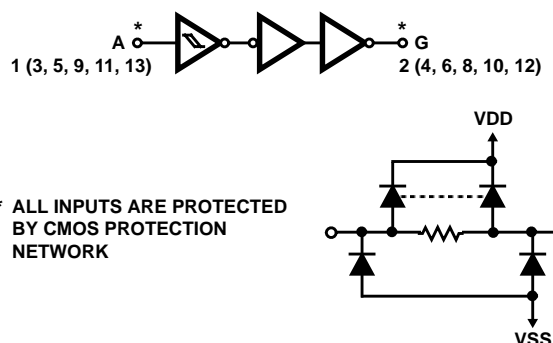 * *
A G
1 (3, 5, 9, 11, 13) 2 (4, 6, 8, 10, 12)
VDD
* ALL INPUTS ARE PROTECTED
BY CMOS PROTECTION
NETWORK
VSS